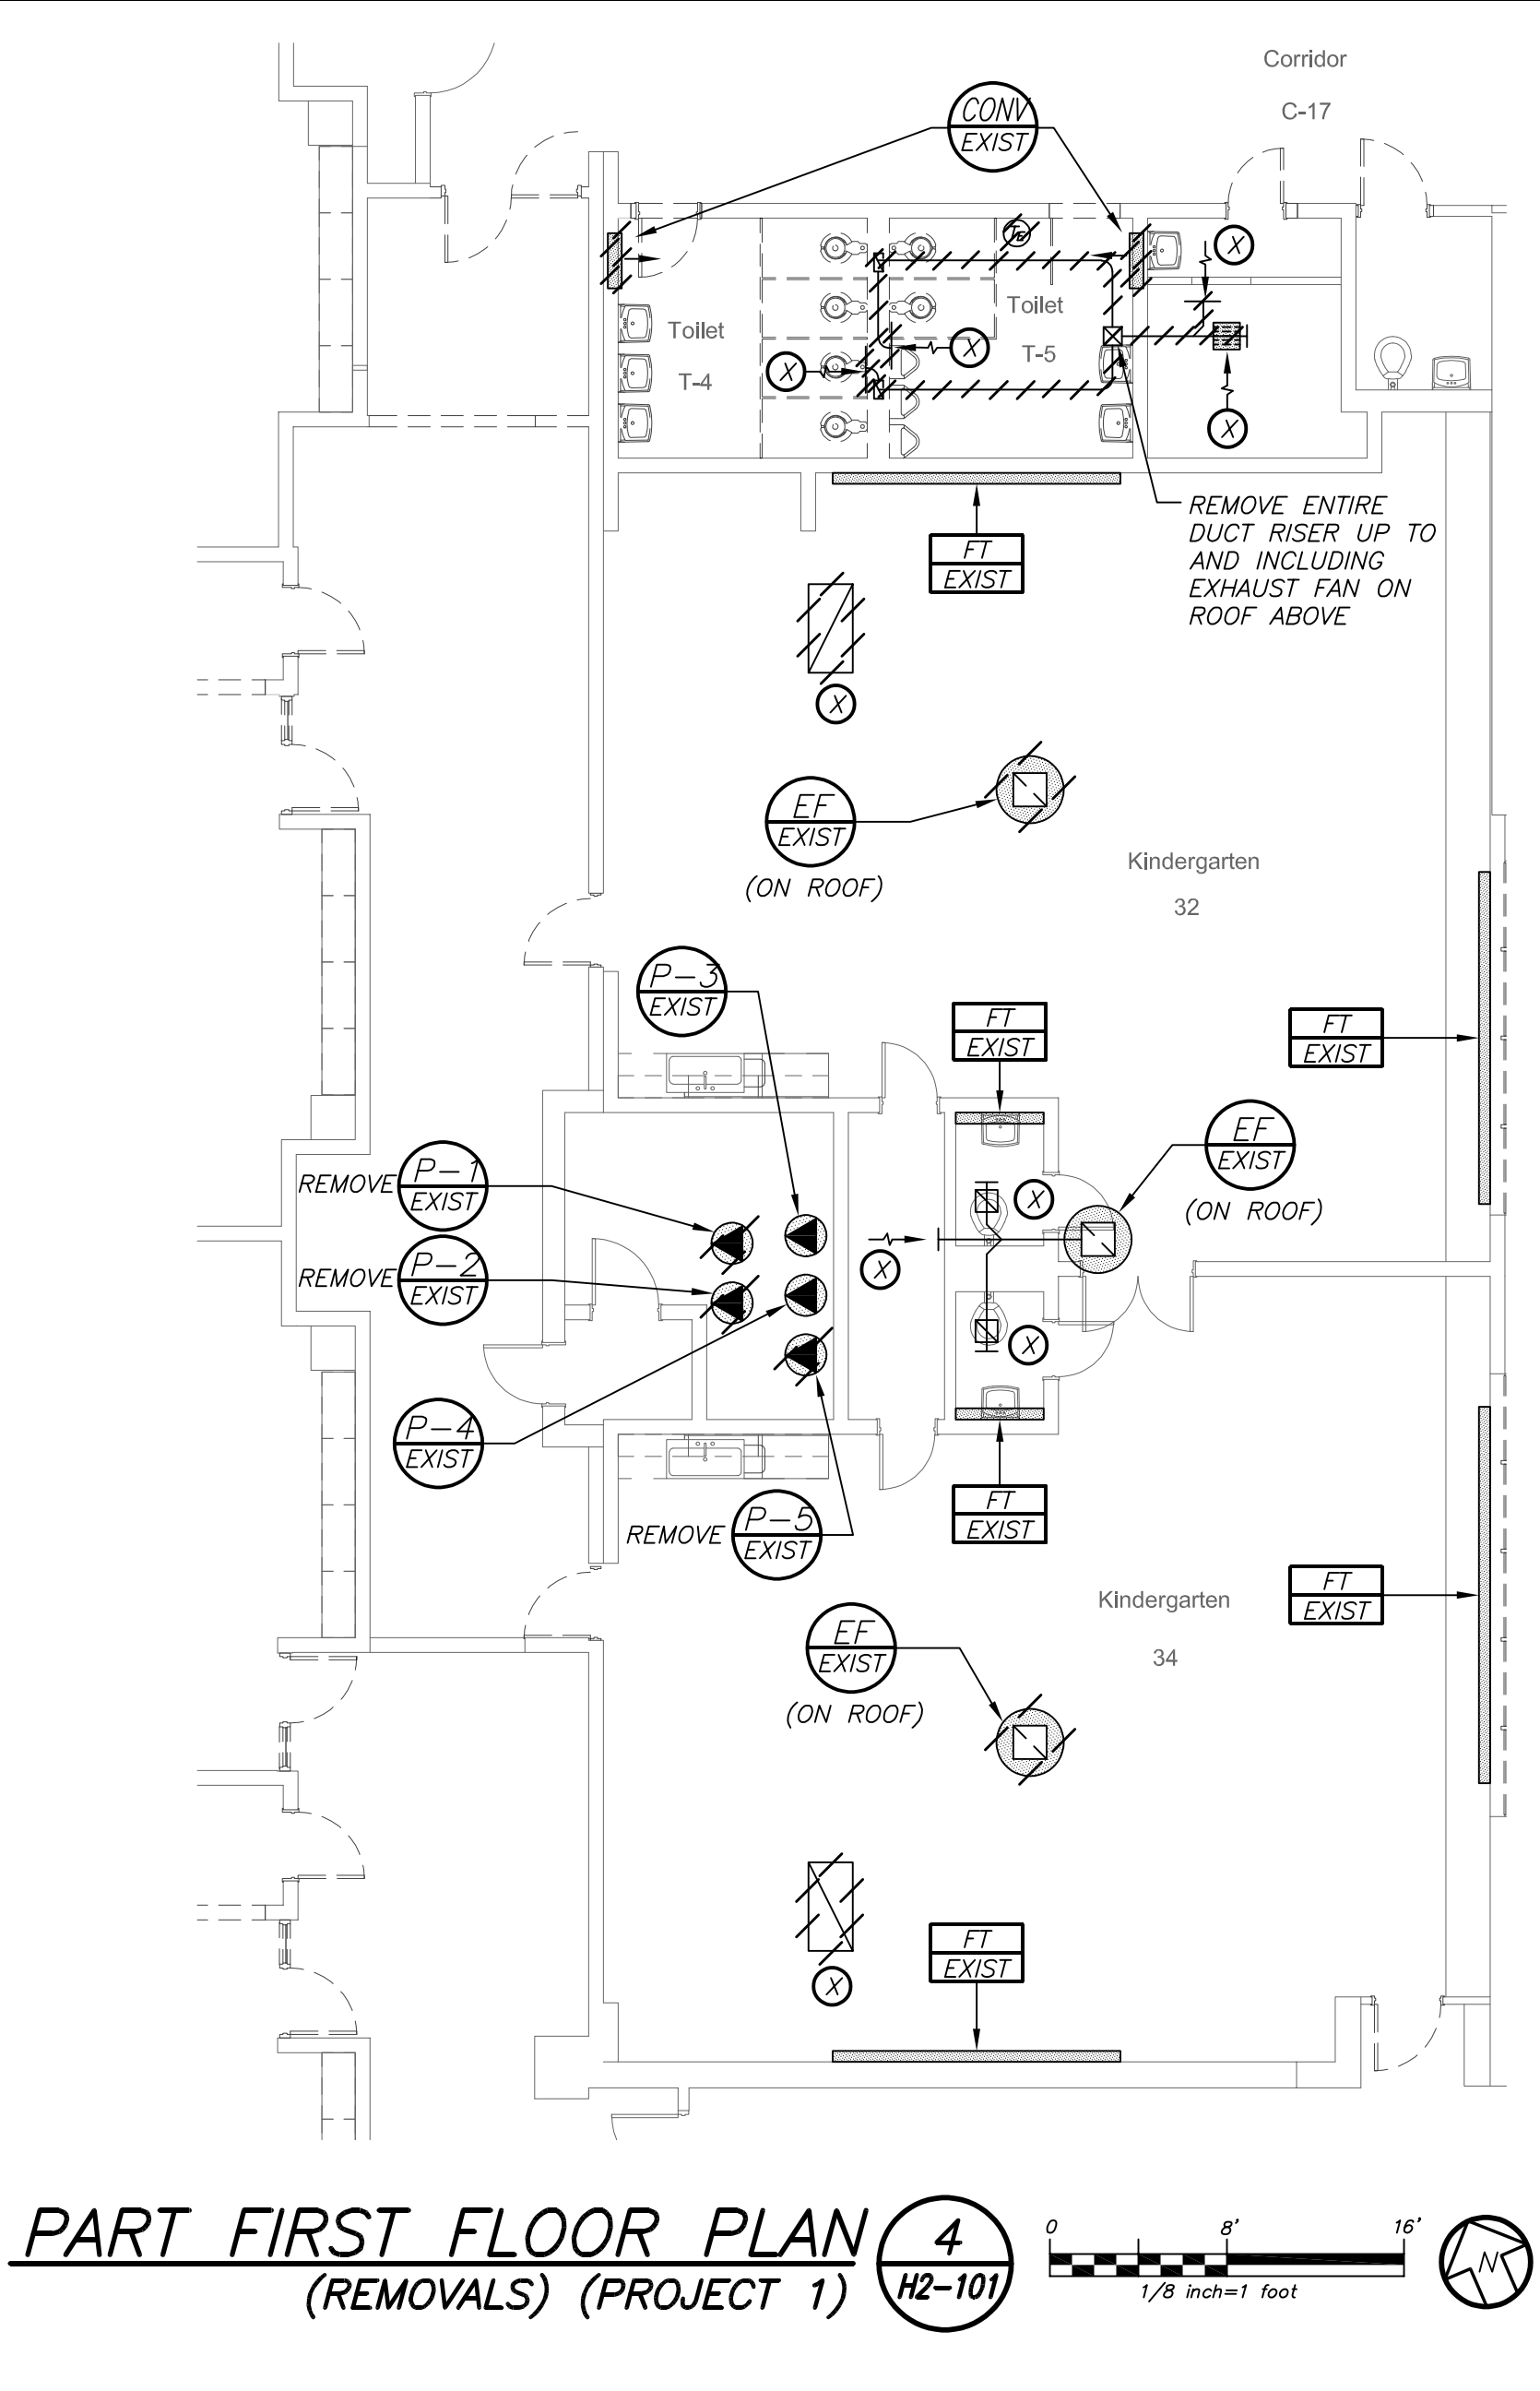 Corridor
C-17
CONV
EXIST
X
Toilet
T-4
Toilet
T-5
X
X
X
REMOVE ENTIRE
DUCT RISER UP TO
AND INCLUDING
EXHAUST FAN ON
ROOF ABOVE
FT
EXIST
X
EF
EXIST
(ON ROOF)
Kindergarten
32
P-3
EXIST
FT
EXIST
FT
EXIST
EF
EXIST
(ON ROOF)
REMOVE
P-1
EXIST
X
REMOVE
P-2
EXIST
X
X
P-4
EXIST
FT
EXIST
REMOVE
P-5
EXIST
FT
EXIST
Kindergarten
34
EF
EXIST
(ON ROOF)
FT
EXIST
X
PART FIRST FLOOR PLAN
(REMOVALS) (PROJECT 1)
4
H2-101
0 8' 16'
1/8 inch=1 foot
N